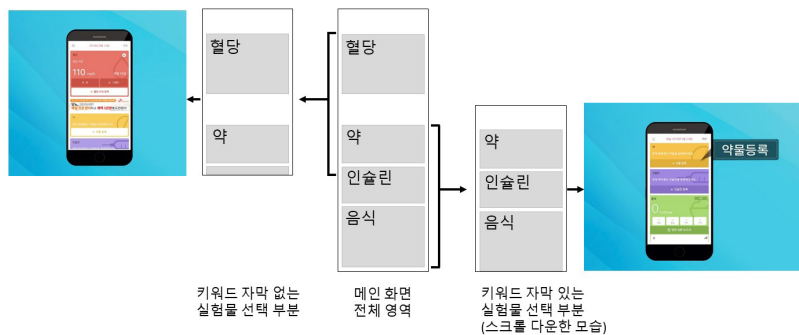 110
혈당
약
혈당
약
인슐린
음식
약
인슐린
음식
약물등록
0
키워드 자막 없는
실험물 선택 부분
메인 화면
전체 영역
키워드 자막 있는
실험물 선택 부분
(스크롤 다운한 모습)